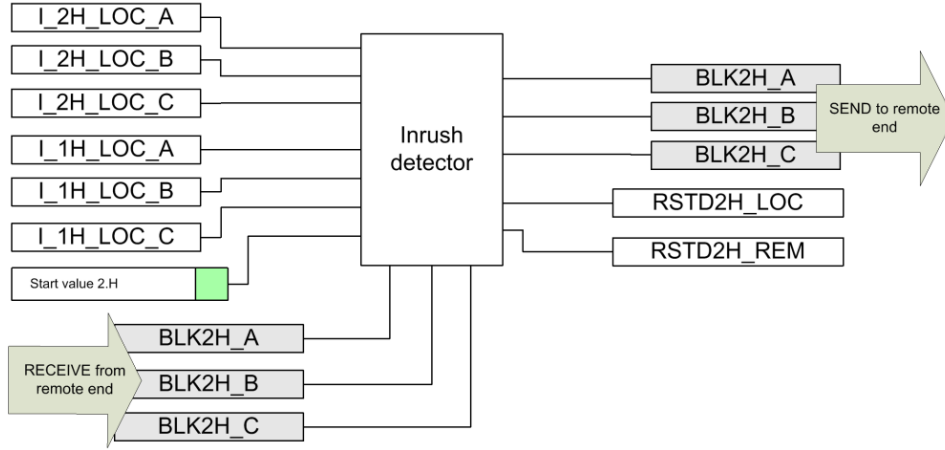 I_2H_LOC_A
I_2H_LOC_B
I_2H_LOC_C
I_1H_LOC_A
I_1H_LOC_B
I_1H_LOC_C
Start value 2.H
Inrush
detector
BLK2H_A
BLK2H_B
BLK2H_C
SEND to remote
end
RSTD2H_LOC
RSTD2H_REM
RECEIVE from
remote end
BLK2H_A
BLK2H_B
BLK2H_C